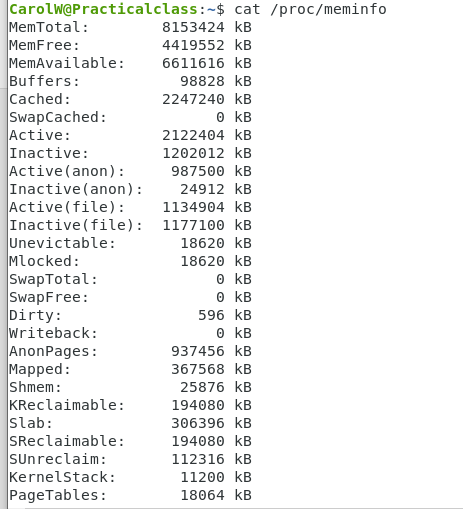 CarolW@Practicalclass:~$ cat /proc/meminfo
MemTotal: 8153424 kB
MemFree: 4419552 kB
MemAvailable: 6611616 kB
Buffers: 98828 kB
Cached: 2247240 kB
SwapCached: 0 kB
Active: 2122404 kB
Inactive: 1202012 kB
Active(anon): 987500 kB
Inactive(anon): 24912 kB
Active(file): 1134904 kB
Inactive(file): 1177100 kB
Unevictable: 18620 kB
Mlocked: 18620 kB
SwapTotal: 0 kB
SwapFree: 0 kB
Dirty: 596 kB
Writeback: 0 kB
AnonPages: 937456 kB
Mapped: 367568 kB
Shmem: 25876 kB
KReclaimable: 194080 kB
Slab: 306396 kB
SReclaimable: 194080 kB
SUnreclaim: 112316 kB
KernelStack: 11200 kB
PageTables: 18064 kB